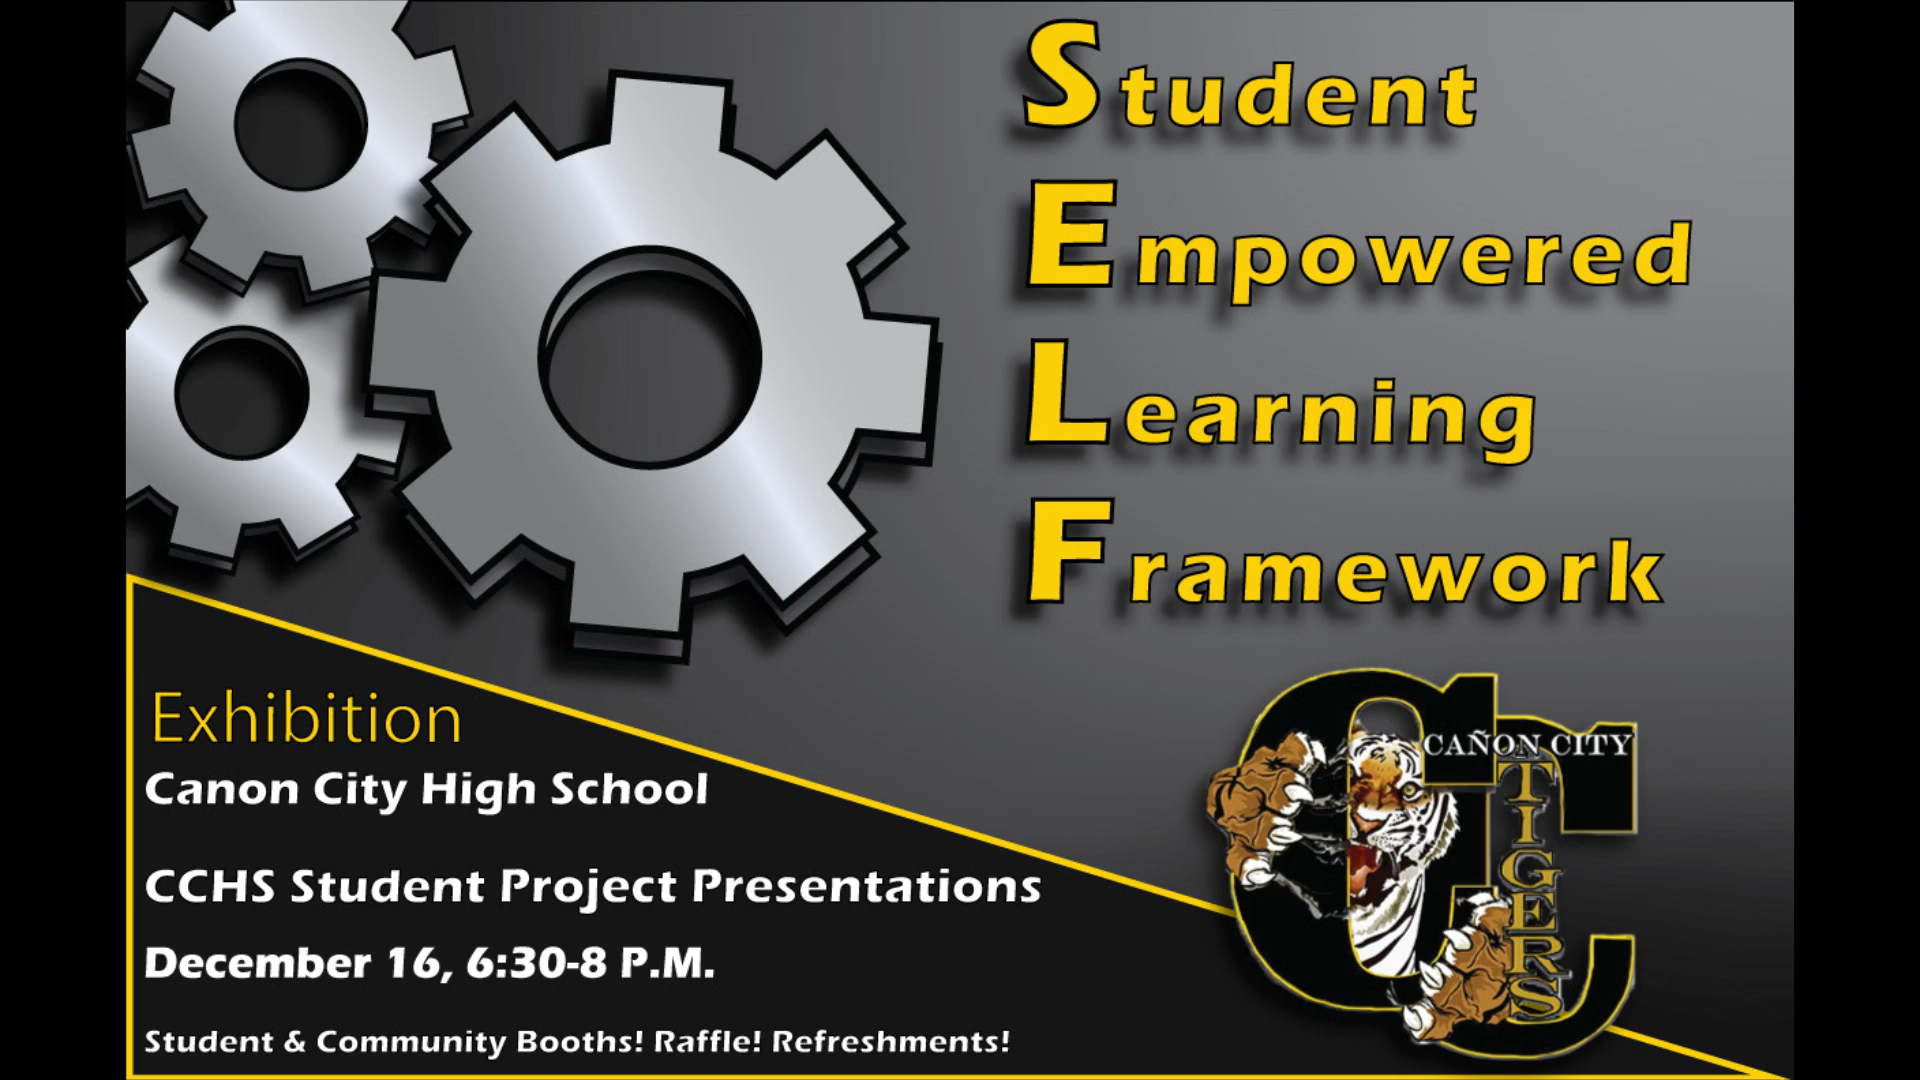 Student
Empowered
Learning
Framework
Exhibition
Canon City High School
CCHS Student Project Presentations
December 16, 6:30-8 P.M.
Student & Community Booths! Raffle! Refreshments!
CC
CAÑON CITY
TIGERS